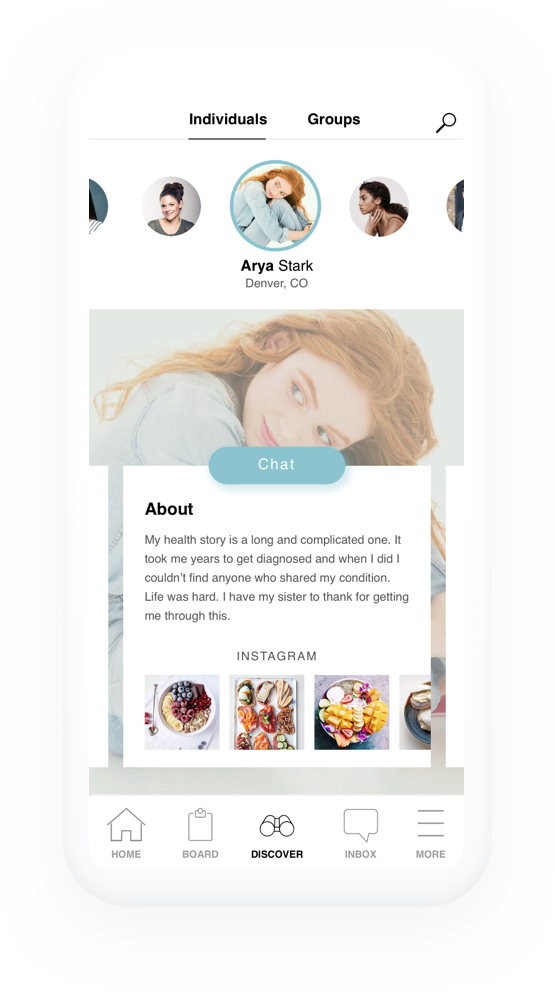 Individuals Groups
Arya Stark
Denver, CO
Chat
About
My health story is a long and complicated one. It
took me years to get diagnosed and when I did I
couldn't find anyone who shared my condition.
Life was hard. I have my sister to thank for getting
me through this.
INSTAGRAM
HOME BOARD DISCOVER INBOX MORE